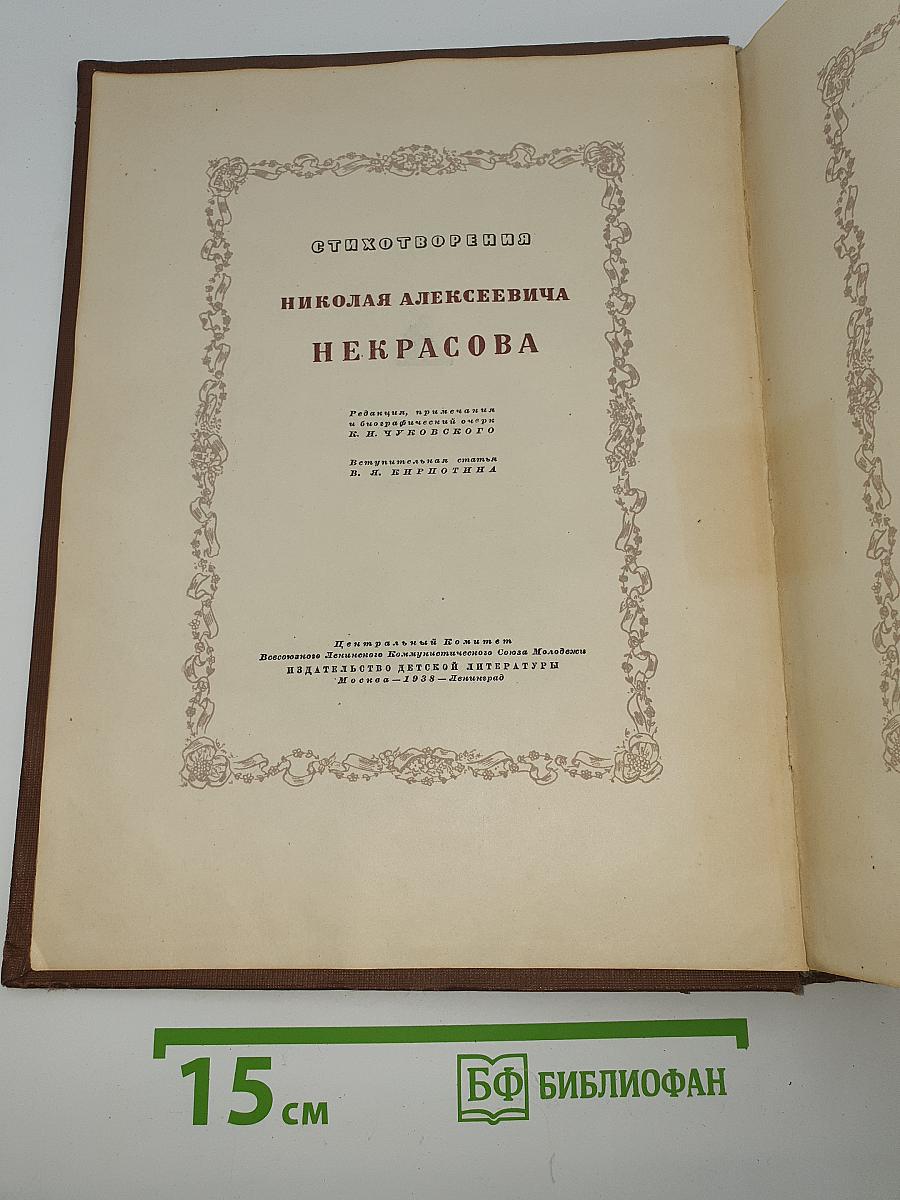 СТИХОТВОРЕНИЯ
НИКОЛАЯ АЛЕКСЕЕВИЧА
НЕКРАСОВА
Редакция, примечания
и биографический очерк
К. И. ЧУКОВСКОГО
Вступительная статья
В. Я. КИРПОТИНА
Центральный Комитет
Всесоюзного Ленинского Коммунистического Союза Молодежи
ИЗДАТЕЛЬСТВО ДЕТСКОЙ ЛИТЕРАТУРЫ
Москва — 1938 — Ленинград
15 см
БФ БИБЛИОФАН